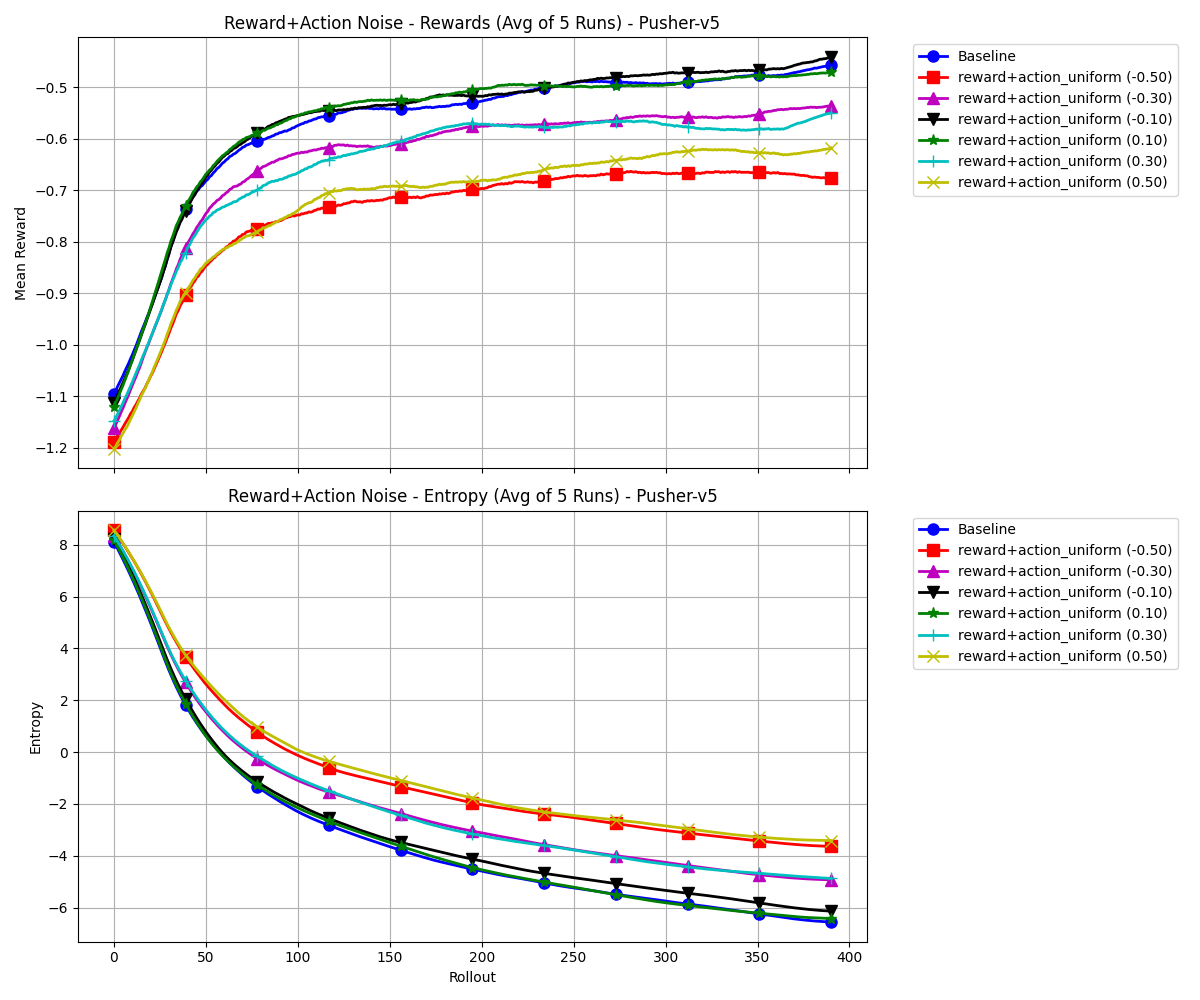 Reward+Action Noise - Rewards (Avg of 5 Runs) - Pusher-v5
Mean Reward
−0.5
−0.6
−0.7
−0.8
−0.9
−1.0
−1.1
−1.2
Baseline
reward+action_uniform (-0.50)
reward+action_uniform (-0.30)
reward+action_uniform (-0.10)
reward+action_uniform (0.10)
reward+action_uniform (0.30)
reward+action_uniform (0.50)
Reward+Action Noise - Entropy (Avg of 5 Runs) - Pusher-v5
Entropy
8
6
4
2
0
−2
−4
−6
0 50 100 150 200 250 300 350 400
Rollout
Baseline
reward+action_uniform (-0.50)
reward+action_uniform (-0.30)
reward+action_uniform (-0.10)
reward+action_uniform (0.10)
reward+action_uniform (0.30)
reward+action_uniform (0.50)